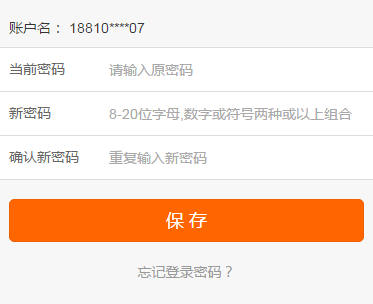 账户名： 18810****07
当前密码 请输入原密码
新密码 8-20位字母,数字或符号两种或以上组合
确认新密码 重复输入新密码
保 存
忘记登录密码？